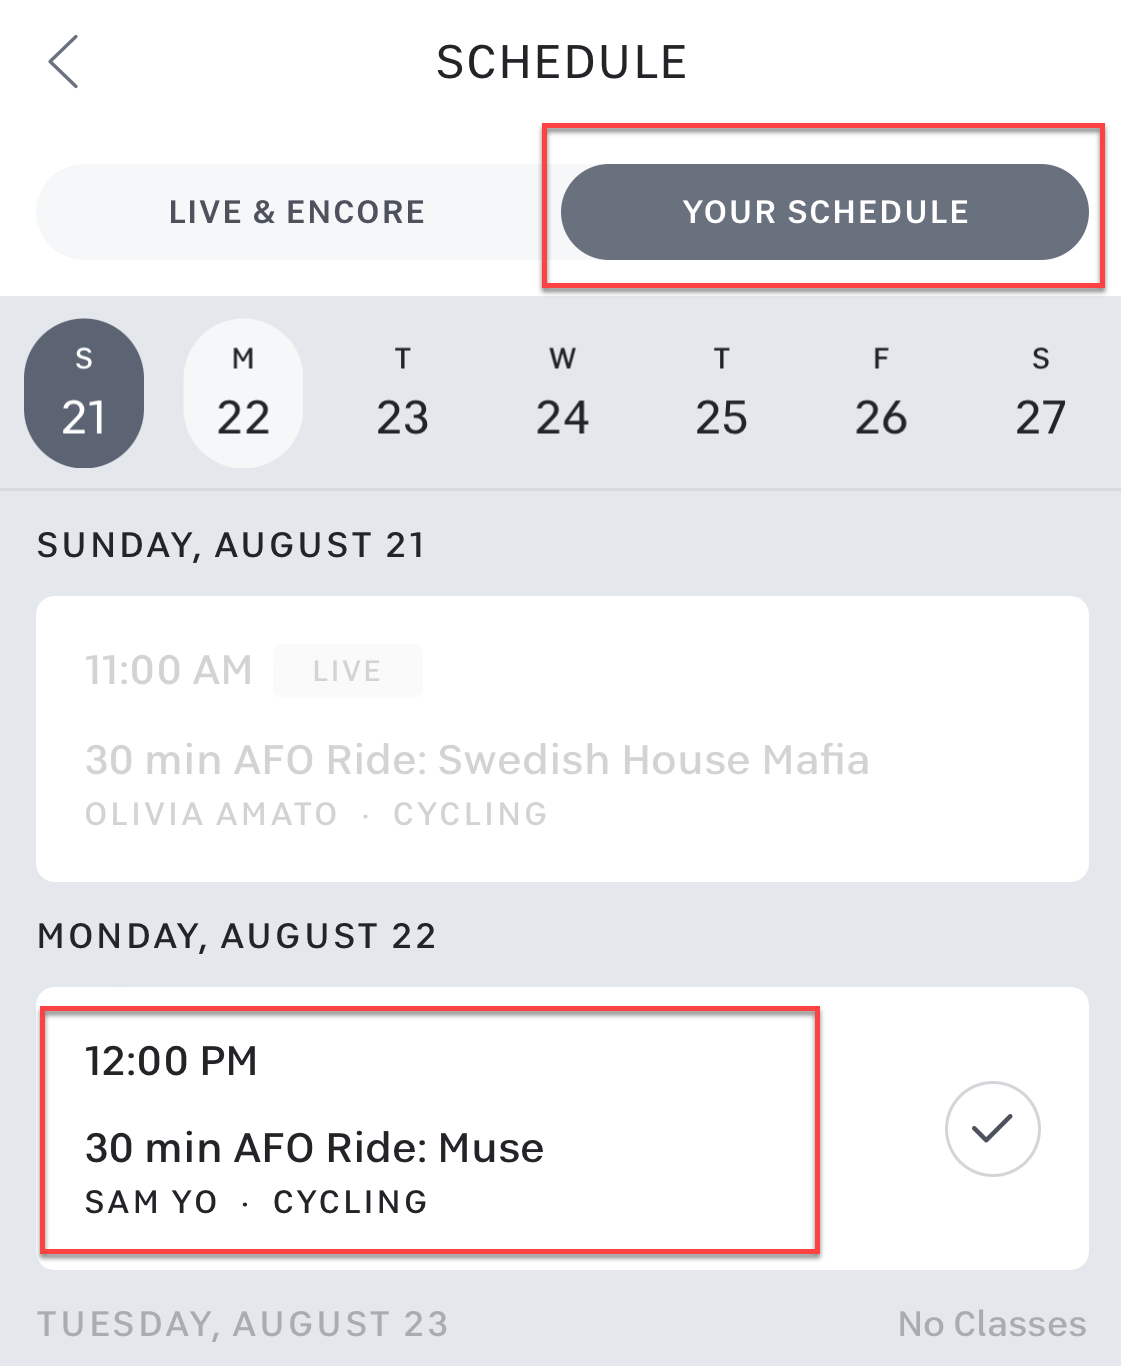 SCHEDULE
LIVE & ENCORE YOUR SCHEDULE
S M T W T F S
21 22 23 24 25 26 27
SUNDAY, AUGUST 21
11:00 AM LIVE
30 min AFO Ride: Swedish House Mafia
OLIVIA AMATO · CYCLING
MONDAY, AUGUST 22
12:00 PM
30 min AFO Ride: Muse
SAM YO · CYCLING
TUESDAY, AUGUST 23 No Classes